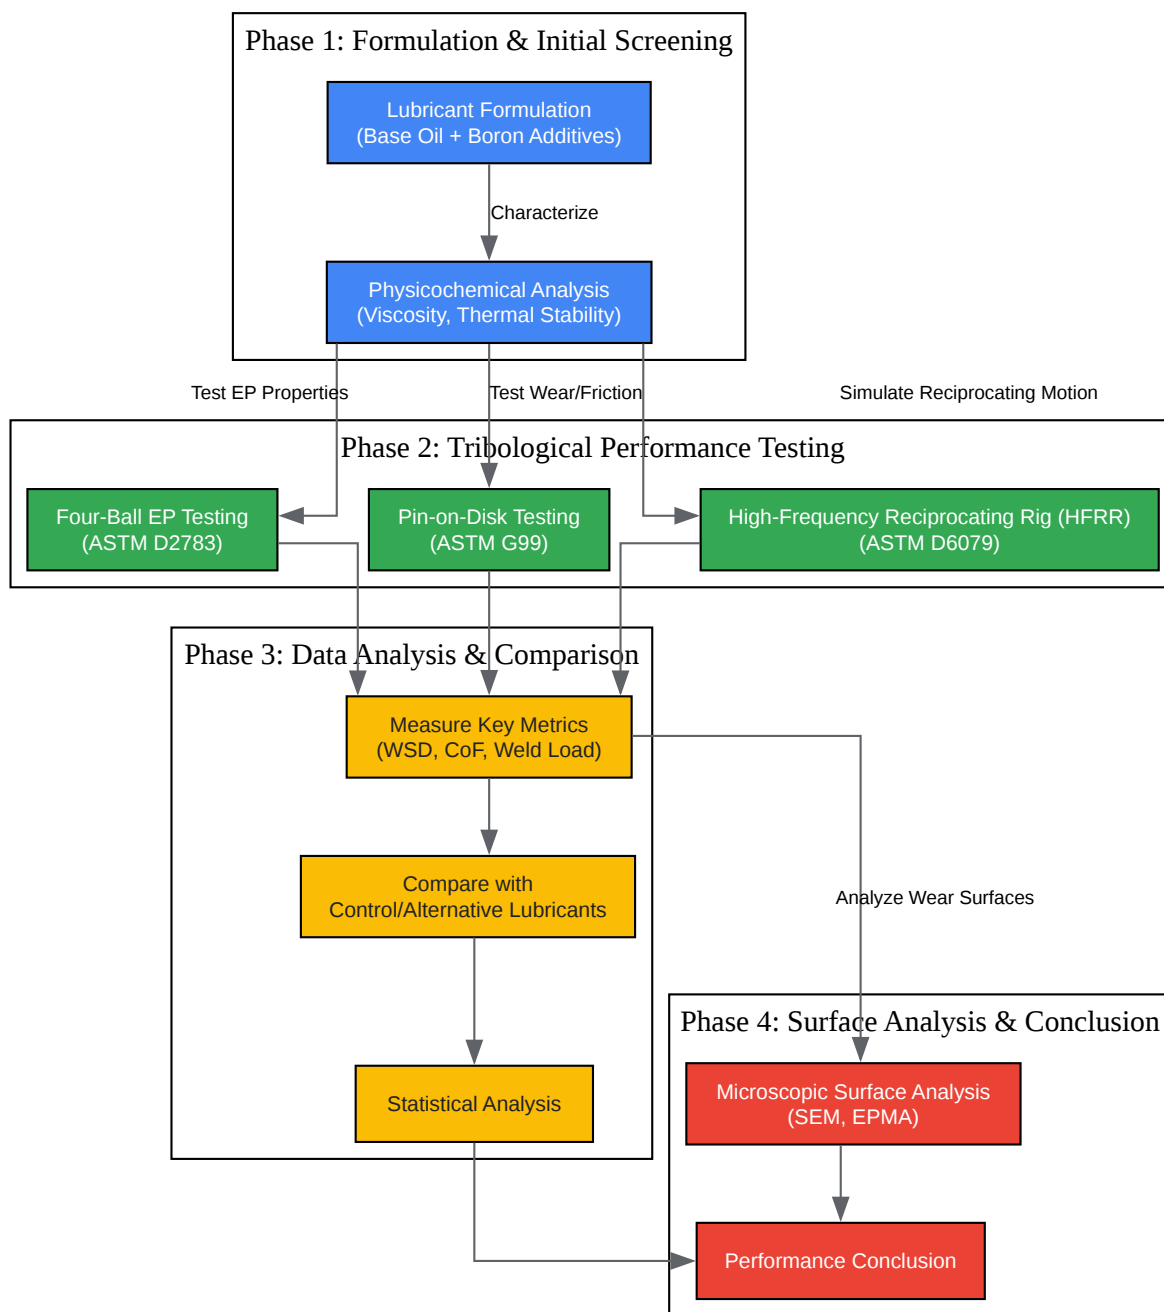 Phase 1: Formulation & Initial Screening
Lubricant Formulation
(Base Oil + Boron Additives)
Characterize
Physicochemical Analysis
(Viscosity, Thermal Stability)
Test EP Properties
Test Wear/Friction
Simulate Reciprocating Motion
Phase 2: Tribological Performance Testing
Four-Ball EP Testing
(ASTM D2783)
Pin-on-Disk Testing
(ASTM G99)
High-Frequency Reciprocating Rig (HFRR)
(ASTM D6079)
Phase 3: Data Analysis & Comparison
Measure Key Metrics
(WSD, CoF, Weld Load)
Compare with
Control/Alternative Lubricants
Analyze Wear Surfaces
Phase 4: Surface Analysis & Conclusion
Statistical Analysis
Microscopic Surface Analysis
(SEM, EPMA)
Performance Conclusion